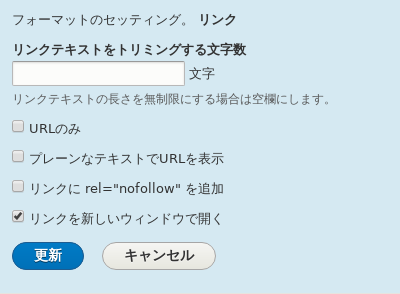 フォーマットのセッティング。 リンク
リンクテキストをトリミングする文字数
文字
リンクテキストの長さを無制限にする場合は空欄にします。
URLのみ
プレーンなテキストでURLを表示
リンクに rel="nofollow" を追加
リンクを新しいウィンドウで開く
更新 キャンセル